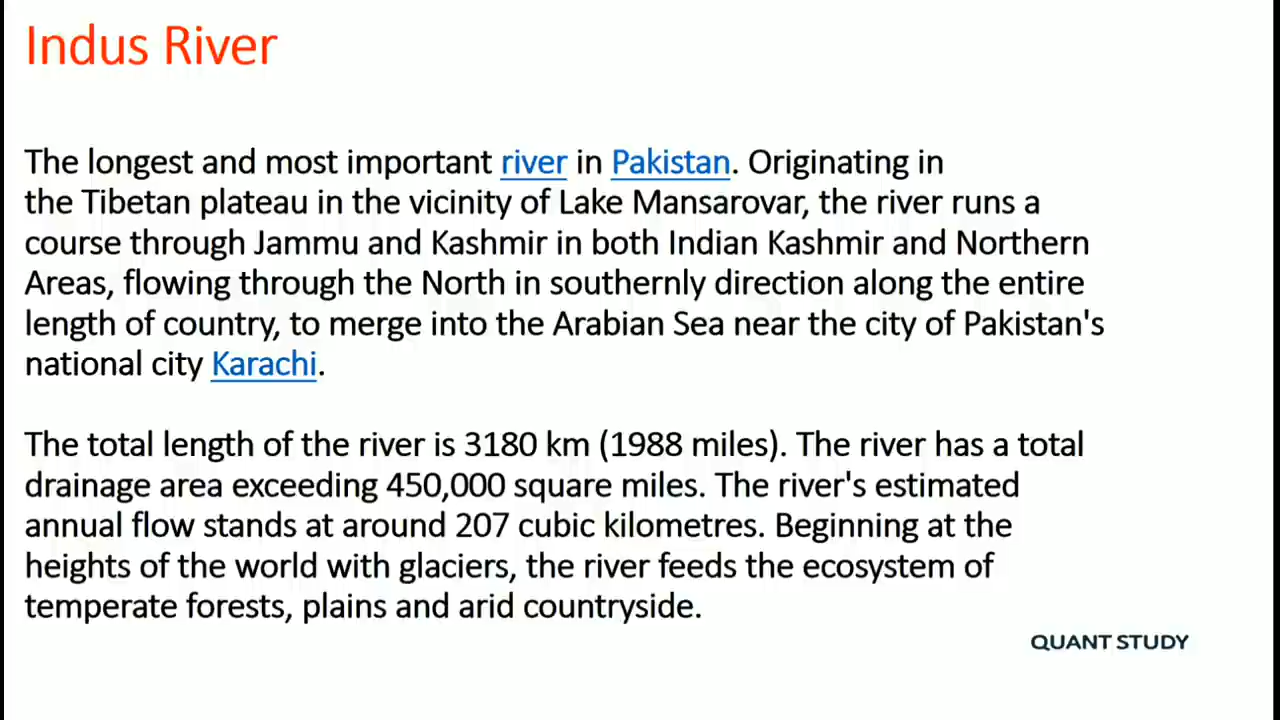 Indus River
The longest and most important river in Pakistan. Originating in
the Tibetan plateau in the vicinity of Lake Mansarovar, the river runs a
course through Jammu and Kashmir in both Indian Kashmir and Northern
Areas, flowing through the North in southernly direction along the entire
length of country, to merge into the Arabian Sea near the city of Pakistan's
national city Karachi.
The total length of the river is 3180 km (1988 miles). The river has a total
drainage area exceeding 450,000 square miles. The river's estimated
annual flow stands at around 207 cubic kilometres. Beginning at the
heights of the world with glaciers, the river feeds the ecosystem of
temperate forests, plains and arid countryside.
QUANT STUDY